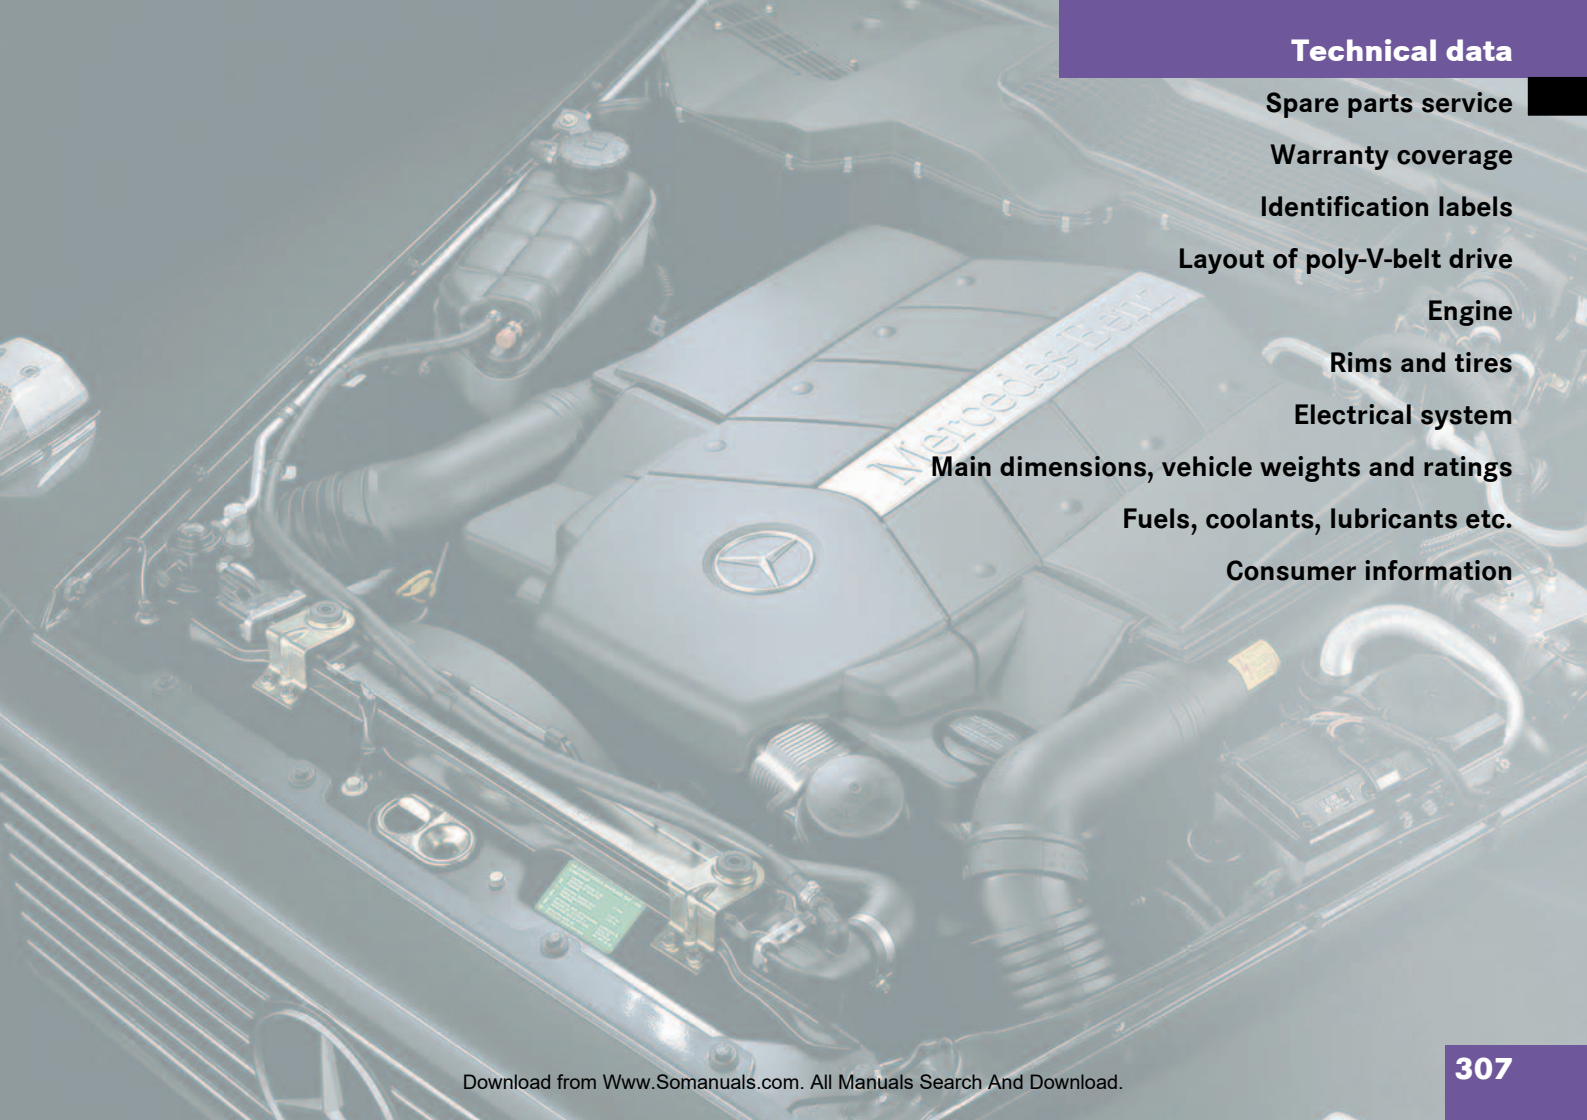 Technical data
Spare parts service
Warranty coverage
Identification labels
Layout of poly-V-belt drive
Engine
Rims and tires
Electrical system
Main dimensions, vehicle weights and ratings
Fuels, coolants, lubricants etc.
Consumer information
Mercedes-Benz
307
Download from Www.Somanuals.com. All Manuals Search And Download.